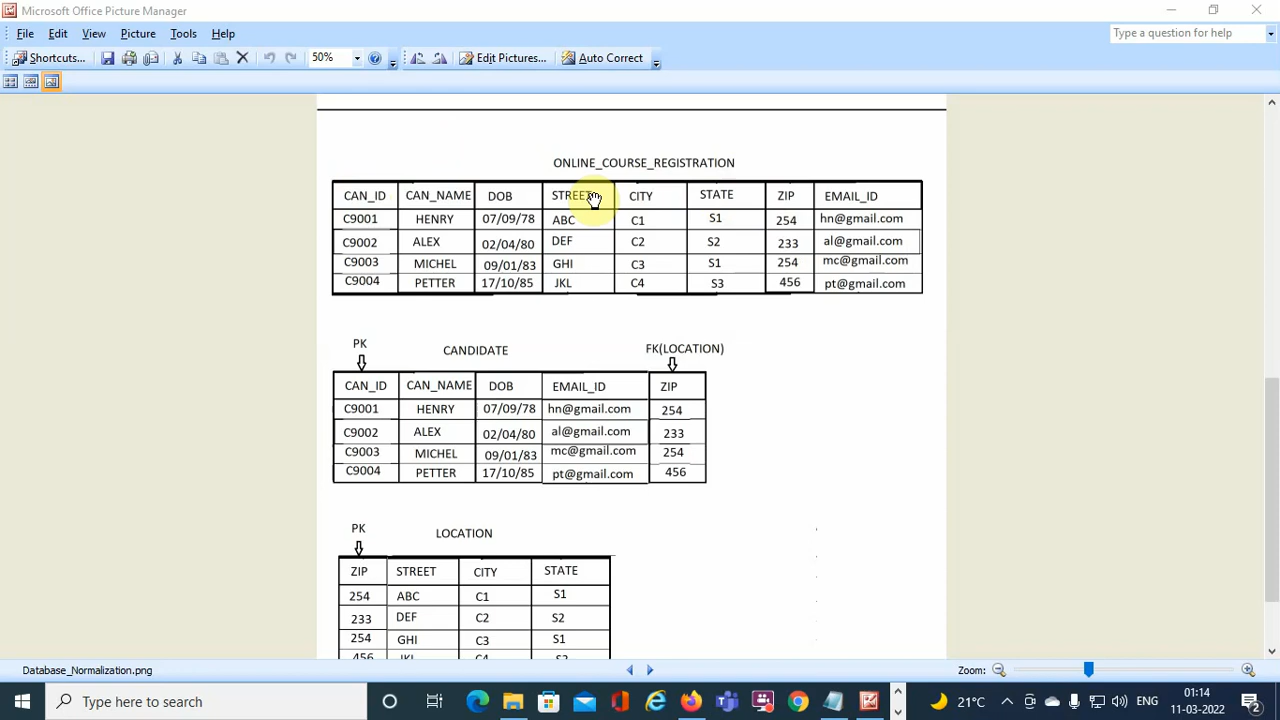 Microsoft Office Picture Manager
File Edit View Picture Tools Help
Type a question for help
Shortcuts... 50% Edit Pictures... Auto Correct
ONLINE_COURSE_REGISTRATION
CAN_ID CAN_NAME DOB STREET CITY STATE ZIP EMAIL_ID
C9001 HENRY 07/09/78 ABC C1 S1 254 hn@gmail.com
C9002 ALEX 02/04/80 DEF C2 S2 233 al@gmail.com
C9003 MICHEL 09/01/83 GHI C3 S1 254 mc@gmail.com
C9004 PETTER 17/10/85 JKL C4 S3 456 pt@gmail.com
PK CANDIDATE FK(LOCATION)
CAN_ID CAN_NAME DOB EMAIL_ID ZIP
C9001 HENRY 07/09/78 hn@gmail.com 254
C9002 ALEX 02/04/80 al@gmail.com 233
C9003 MICHEL 09/01/83 mc@gmail.com 254
C9004 PETTER 17/10/85 pt@gmail.com 456
PK LOCATION
ZIP STREET CITY STATE
254 ABC C1 S1
233 DEF C2 S2
254 GHI C3 S1
456 JKL C4 S3
Database_Normalization.png Zoom:
Type here to search 21°C ENG 01:14
11-03-2022 2